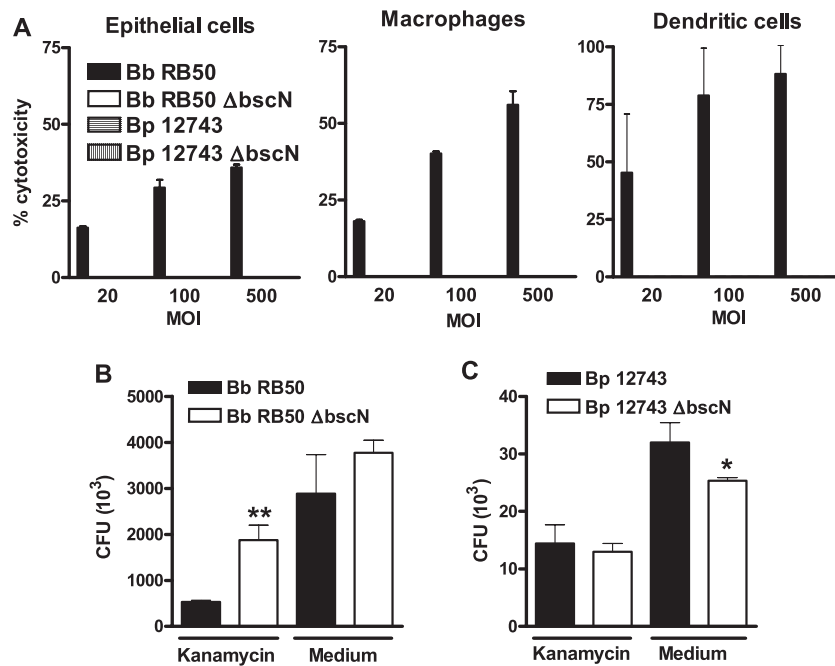 A
Epithelial cells
Macrophages
Dendritic cells
% cytotoxicity
75
50
25
0
Bb RB50
Bb RB50 ΔbscN
Bp 12743
Bp 12743 ΔbscN
20 100 500
MOI
75
50
25
0
20 100 500
MOI
100
75
50
25
0
20 100 500
MOI
B
Bb RB50
Bb RB50 ΔbscN
CFU (10³)
5000
4000
3000
2000
1000
0
**
Kanamycin Medium
C
Bp 12743
Bp 12743 ΔbscN
CFU (10³)
40
30
20
10
0
*
Kanamycin Medium